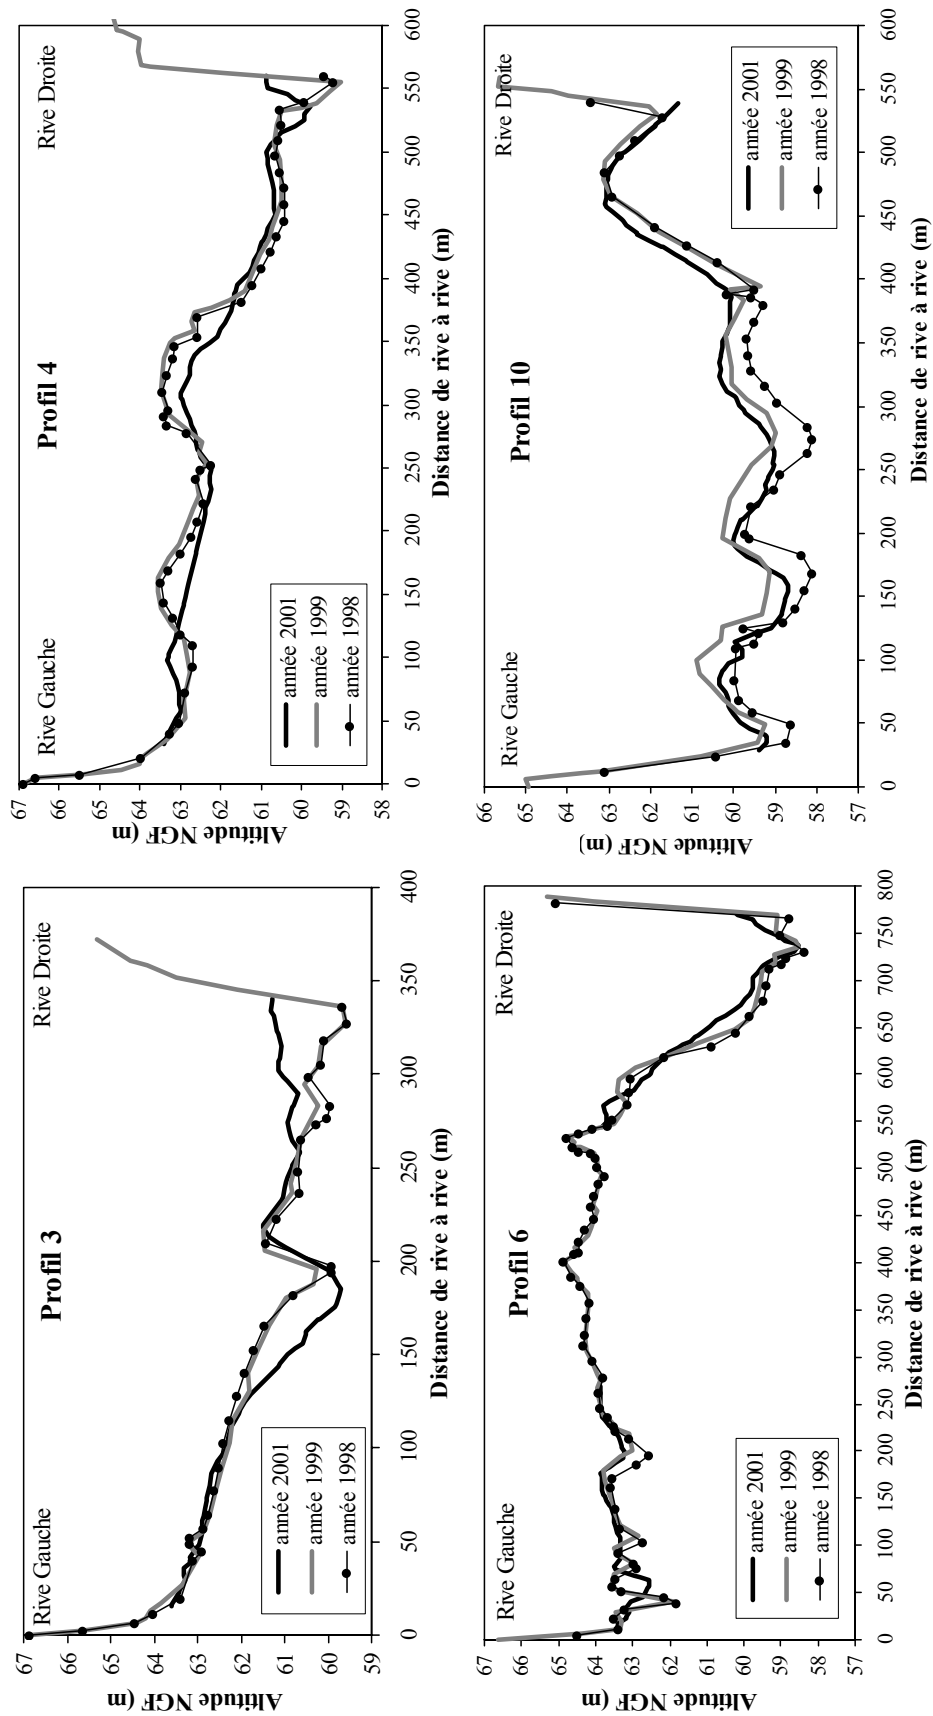 Profil 3
Rive Gauche
Rive Droite
67
66
65
64
63
62
61
60
59
Altitude NGF
(m)
année 2001
année 1999
année 1998
0 50 100 150 200 250 300 350 400
Distance de rive à rive (m)
Profil 4
Rive Gauche
Rive Droite
67
66
65
64
63
62
61
60
59
58
Altitude NGF
(m)
année 2001
année 1999
année 1998
0 50 100 150 200 250 300 350 400 450 500 550 600
Distance de rive à rive (m)
Profil 6
Rive Gauche
Rive Droite
67
66
65
64
63
62
61
60
59
58
57
Altitude NGF
(m)
année 2001
année 1999
année 1998
0 50 100 150 200 250 300 350 400 450 500 550 600 650 700 750 800
Distance de rive à rive (m)
Profil 10
Rive Gauche
Rive Droite
66
65
64
63
62
61
60
59
58
57
Altitude NGF
(m)
année 2001
année 1999
année 1998
0 50 100 150 200 250 300 350 400 450 500 550 600
Distance de rive à rive (m)